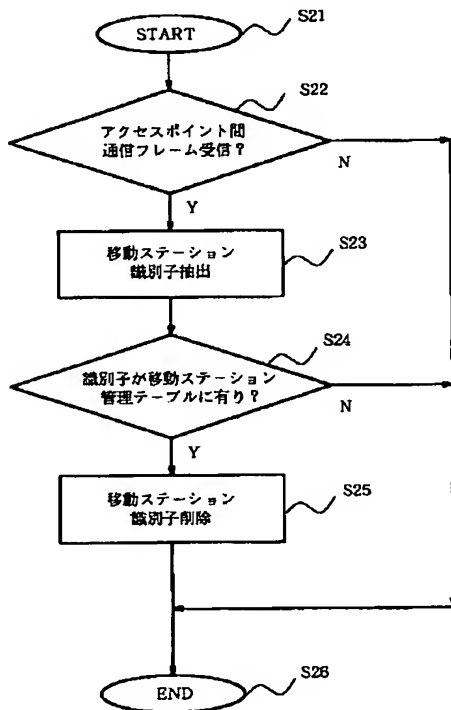 START
S21
S22
アクセスポイント間
通信フレーム受信?
N
Y
S23
移動ステーション
識別子抽出
S24
識別子が移動ステーション
管理テーブルに有り?
N
Y
S25
移動ステーション
識別子削除
END
S26